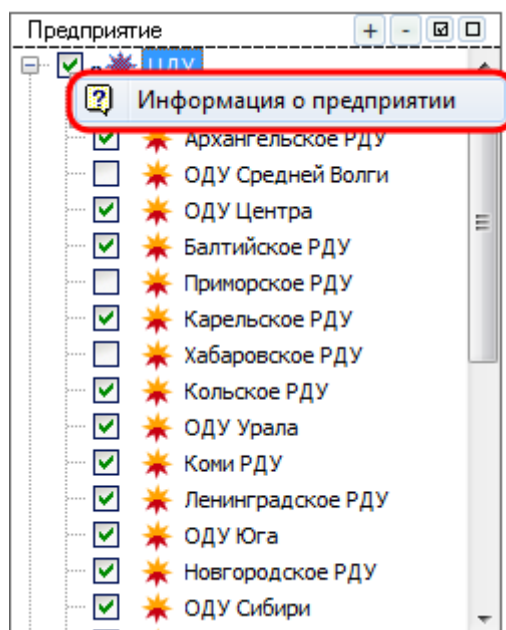 Предприятие + -
ЦДУ
Информация о предприятии
Архангельское РДУ
ОДУ Средней Волги
ОДУ Центра
Балтийское РДУ
Приморское РДУ
Карельское РДУ
Хабаровское РДУ
Кольское РДУ
ОДУ Урала
Коми РДУ
Ленинградское РДУ
ОДУ Юга
Новгородское РДУ
ОДУ Сибири